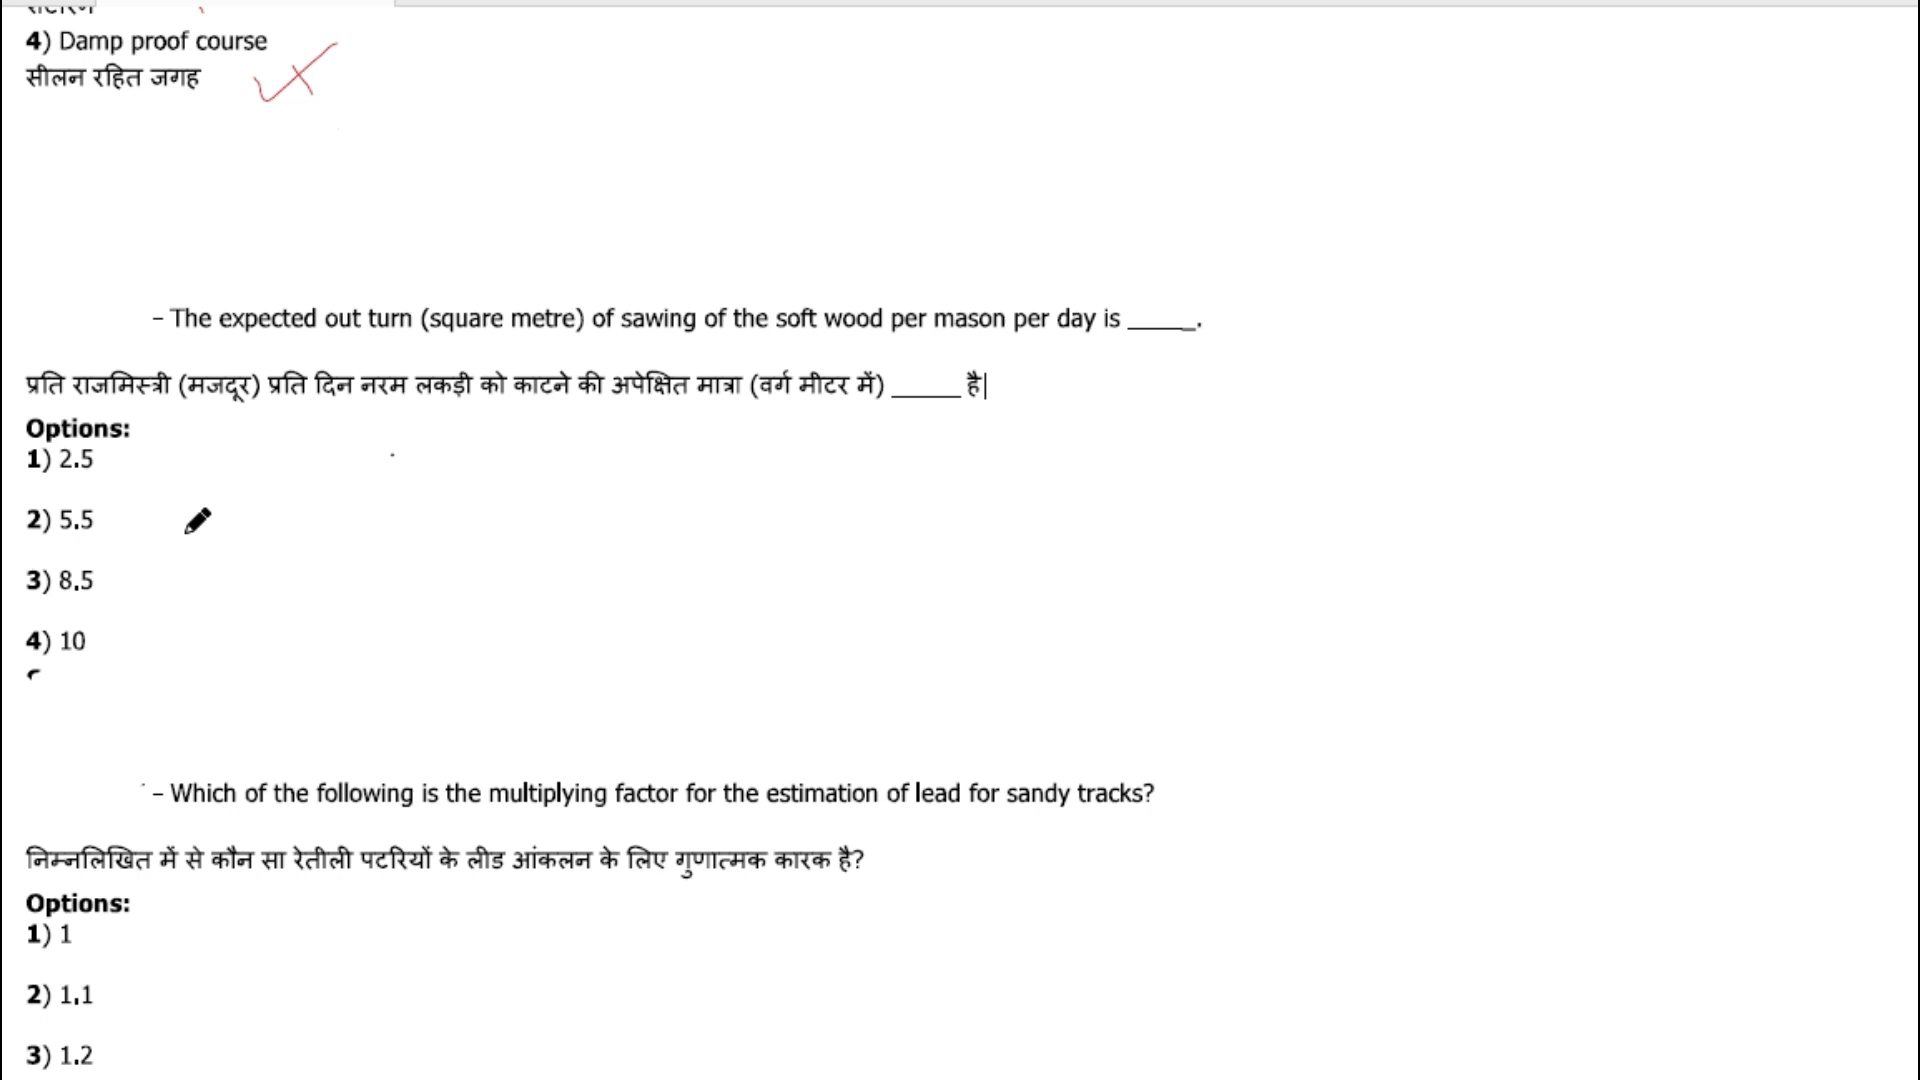 4) Damp proof course
सीलन रहित जगह
– The expected out turn (square metre) of sawing of the soft wood per mason per day is _____.
प्रति राजमिस्त्री (मजदूर) प्रति दिन नरम लकड़ी को काटने की अपेक्षित मात्रा (वर्ग मीटर में) _____ है|
Options:
1) 2.5
2) 5.5
3) 8.5
4) 10
– Which of the following is the multiplying factor for the estimation of lead for sandy tracks?
निम्नलिखित में से कौन सा रेतीली पटरियों के लीड आंकलन के लिए गुणात्मक कारक है?
Options:
1) 1
2) 1.1
3) 1.2